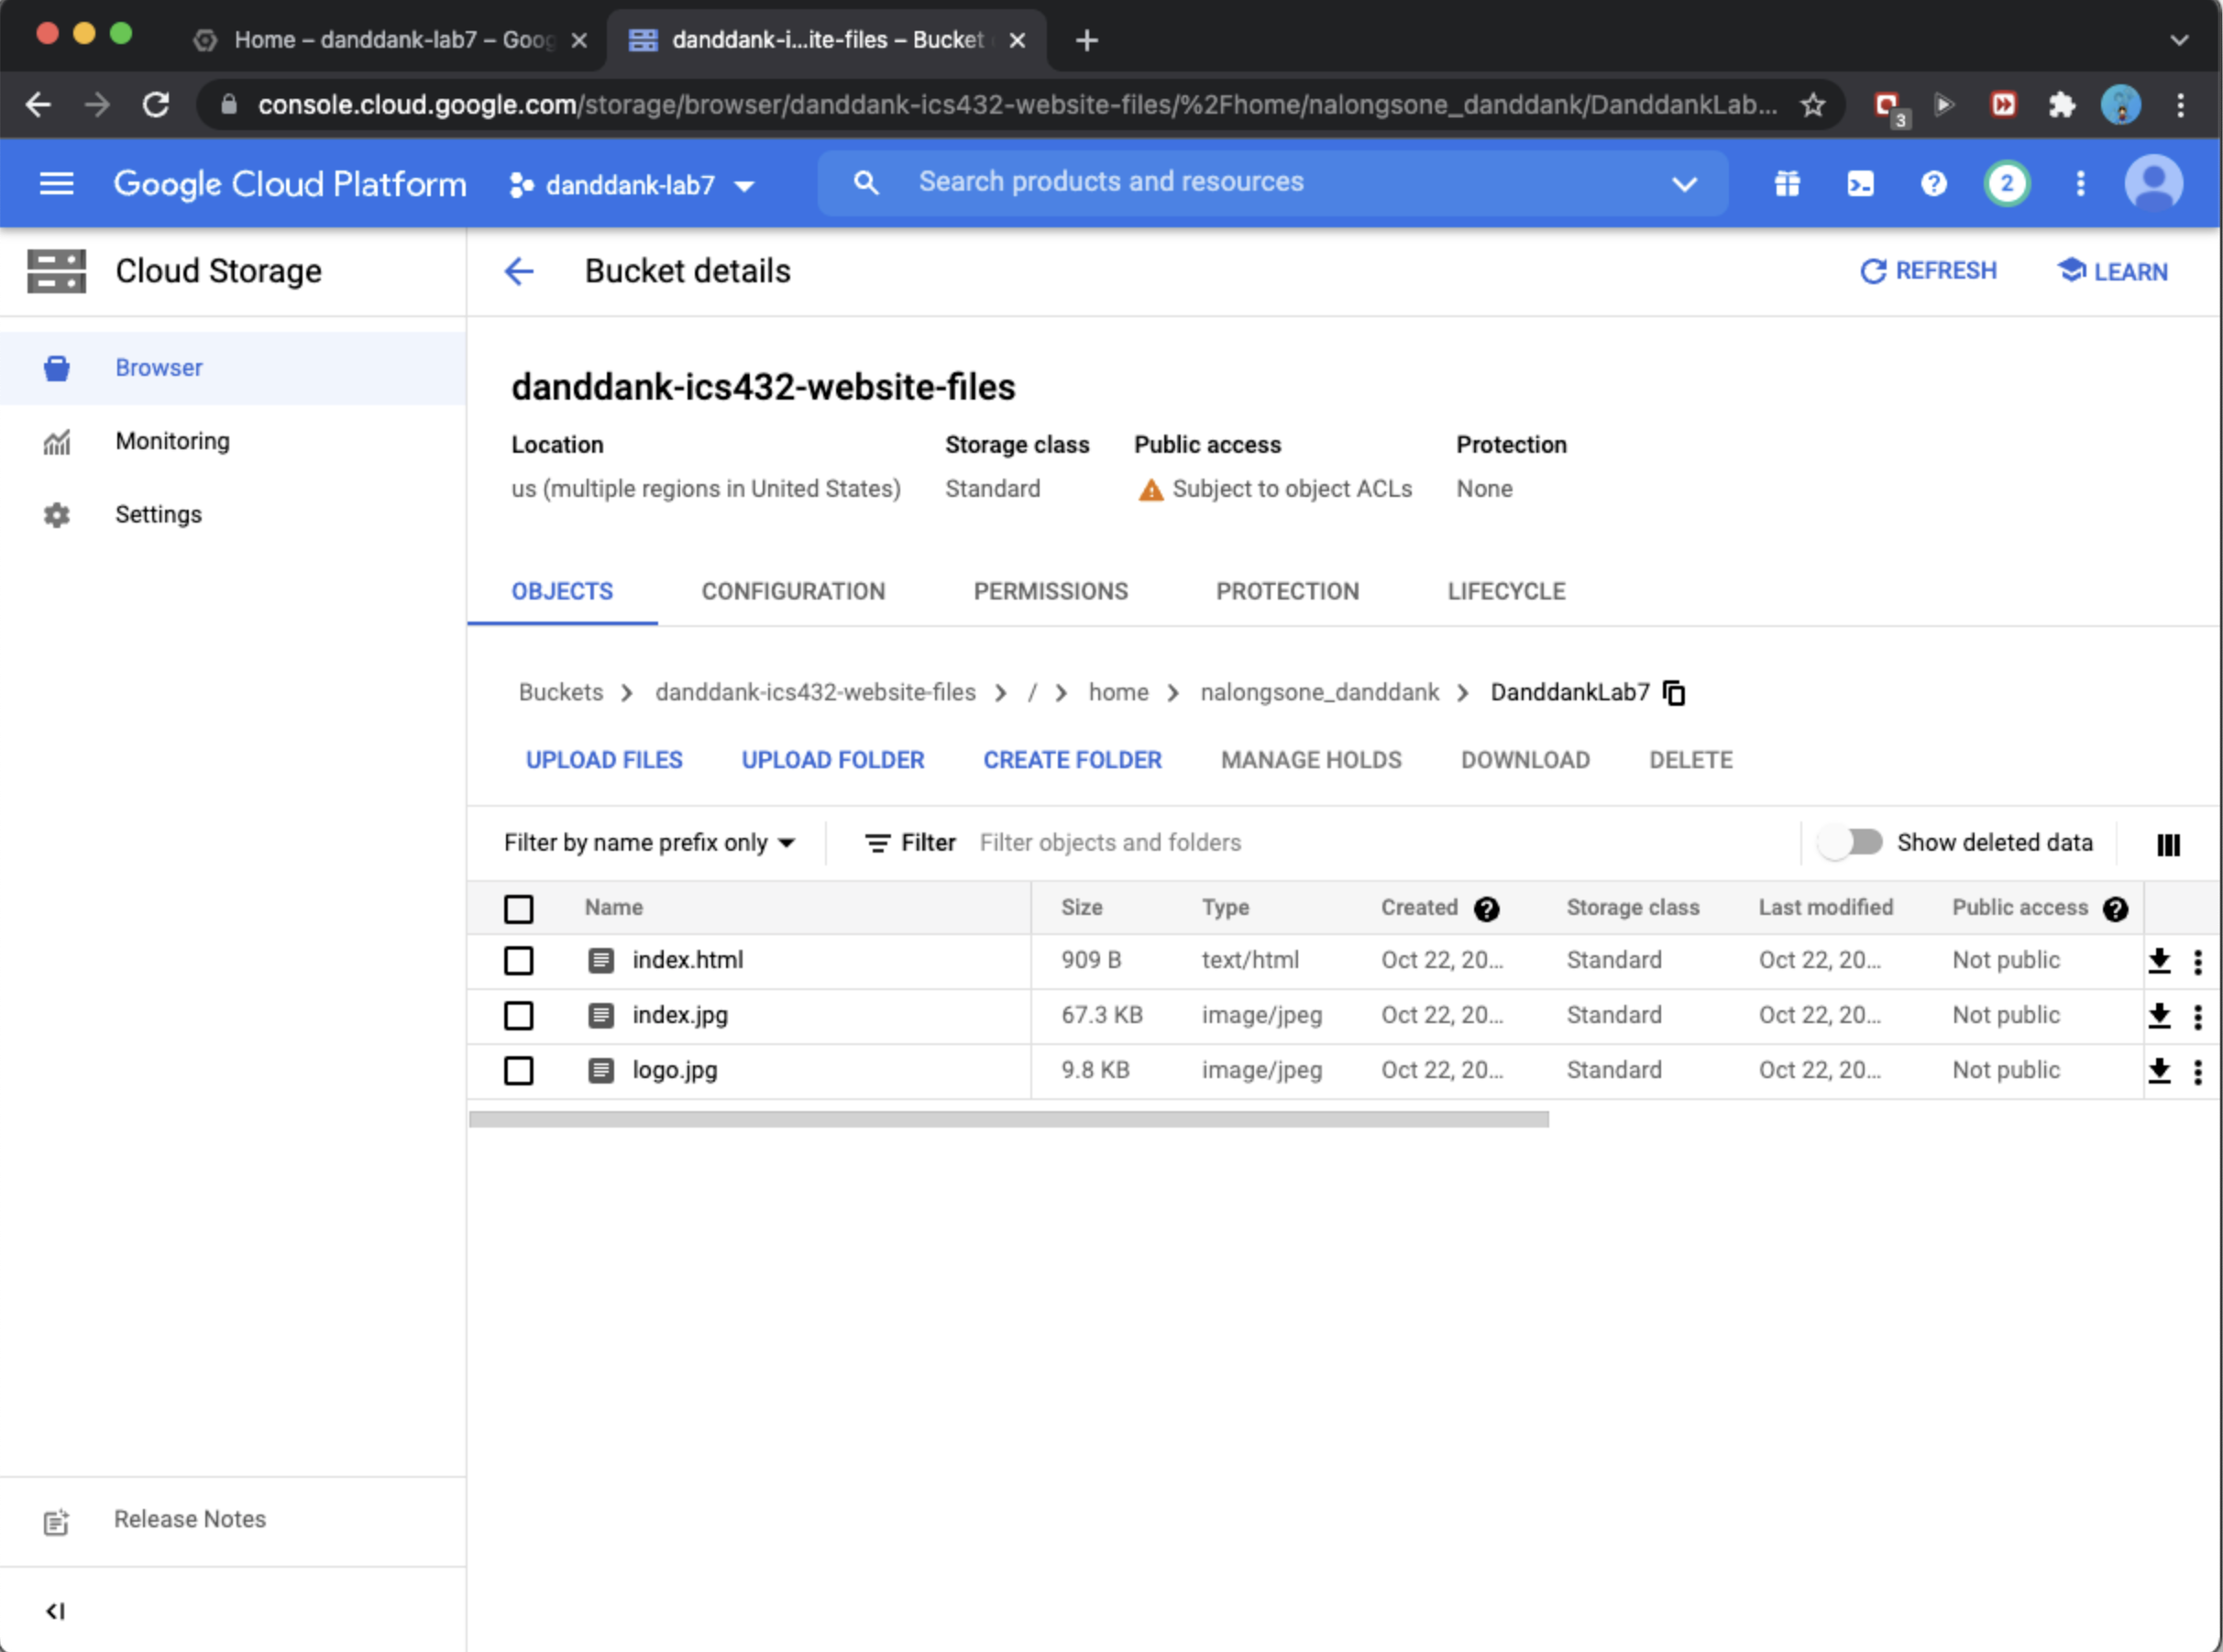 Home – danddank-lab7 – Goog
danddank-i...ite-files – Bucket
console.cloud.google.com/storage/browser/danddank-ics432-website-files/%2Fhome/nalongsone_danddank/DanddankLab...
3
Google Cloud Platform
danddank-lab7
Search products and resources
2
Cloud Storage
Bucket details
REFRESH
LEARN
Browser
Monitoring
Settings
danddank-ics432-website-files
Location Storage class Public access Protection
us (multiple regions in United States) Standard Subject to object ACLs None
OBJECTS CONFIGURATION PERMISSIONS PROTECTION LIFECYCLE
Buckets > danddank-ics432-website-files > / > home > nalongsone_danddank > DanddankLab7
UPLOAD FILES UPLOAD FOLDER CREATE FOLDER MANAGE HOLDS DOWNLOAD DELETE
Filter by name prefix only Filter Filter objects and folders Show deleted data
Name Size Type Created Storage class Last modified Public access
index.html 909 B text/html Oct 22, 20... Standard Oct 22, 20... Not public
index.jpg 67.3 KB image/jpeg Oct 22, 20... Standard Oct 22, 20... Not public
logo.jpg 9.8 KB image/jpeg Oct 22, 20... Standard Oct 22, 20... Not public
Release Notes